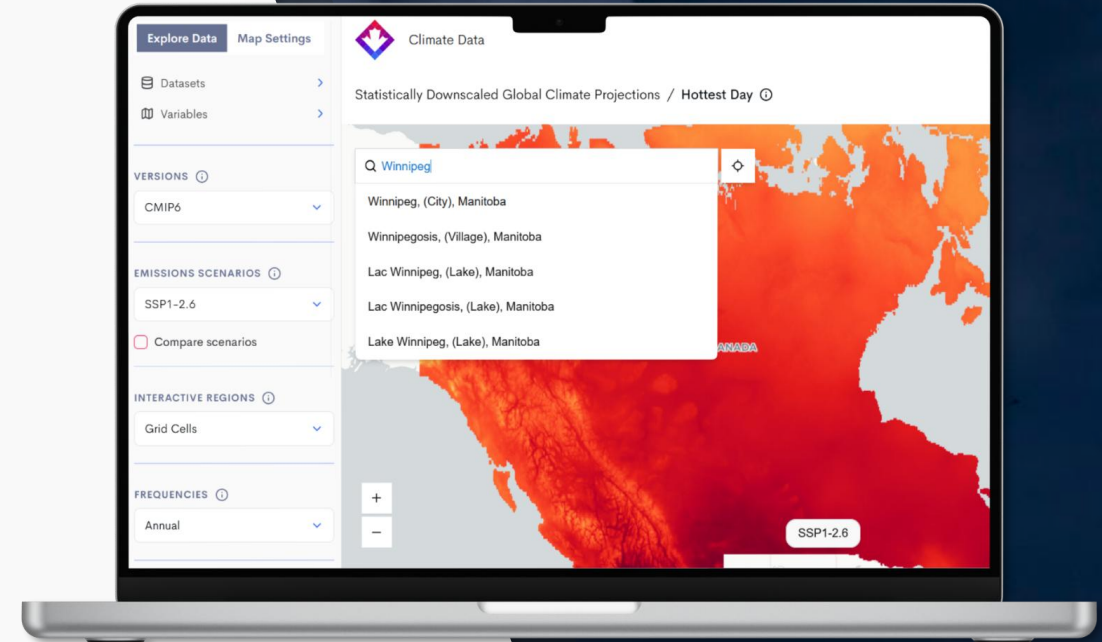 Explore Data Map Settings
Datasets
Variables
VERSIONS
CMIP6
EMISSIONS SCENARIOS
SSP1-2.6
Compare scenarios
INTERACTIVE REGIONS
Grid Cells
FREQUENCIES
Annual
Climate Data
Statistically Downscaled Global Climate Projections / Hottest Day
Winnipeg
Winnipeg, (City), Manitoba
Winnipegosis, (Village), Manitoba
Lac Winnipeg, (Lake), Manitoba
Lac Winnipegosis, (Lake), Manitoba
Lake Winnipeg, (Lake), Manitoba
ANADA
+
−
SSP1-2.6